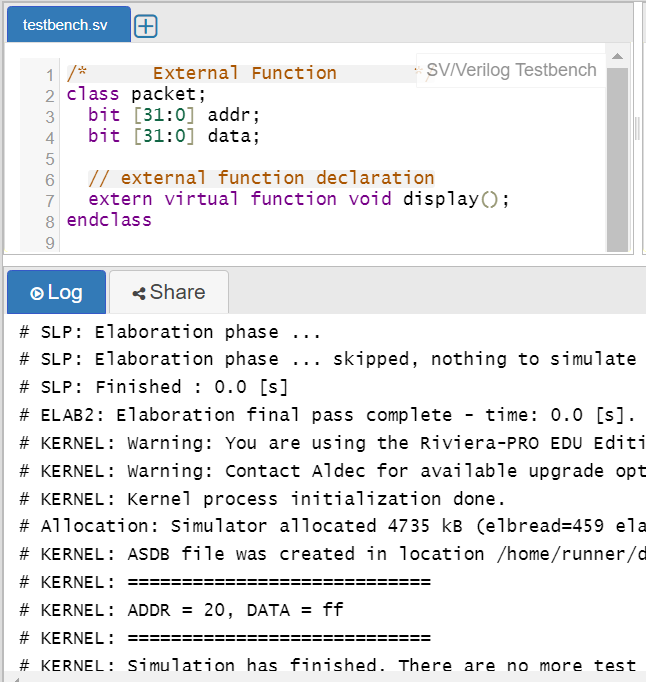 testbench.sv
SV/Verilog Testbench
1 /* External Function *
2 class packet;
3 bit [31:0] addr;
4 bit [31:0] data;
5
6 // external function declaration
7 extern virtual function void display();
8 endclass
9
Log Share
# SLP: Elaboration phase ...
# SLP: Elaboration phase ... skipped, nothing to simulate
# SLP: Finished : 0.0 [s]
# ELAB2: Elaboration final pass complete - time: 0.0 [s].
# KERNEL: Warning: You are using the Riviera-PRO EDU Editi
# KERNEL: Warning: Contact Aldec for available upgrade opt
# KERNEL: Kernel process initialization done.
# Allocation: Simulator allocated 4735 kB (elbread=459 ela
# KERNEL: ASDB file was created in location /home/runner/d
# KERNEL: ============================
# KERNEL: ADDR = 20, DATA = ff
# KERNEL: ============================
# KERNEL: Simulation has finished. There are no more test